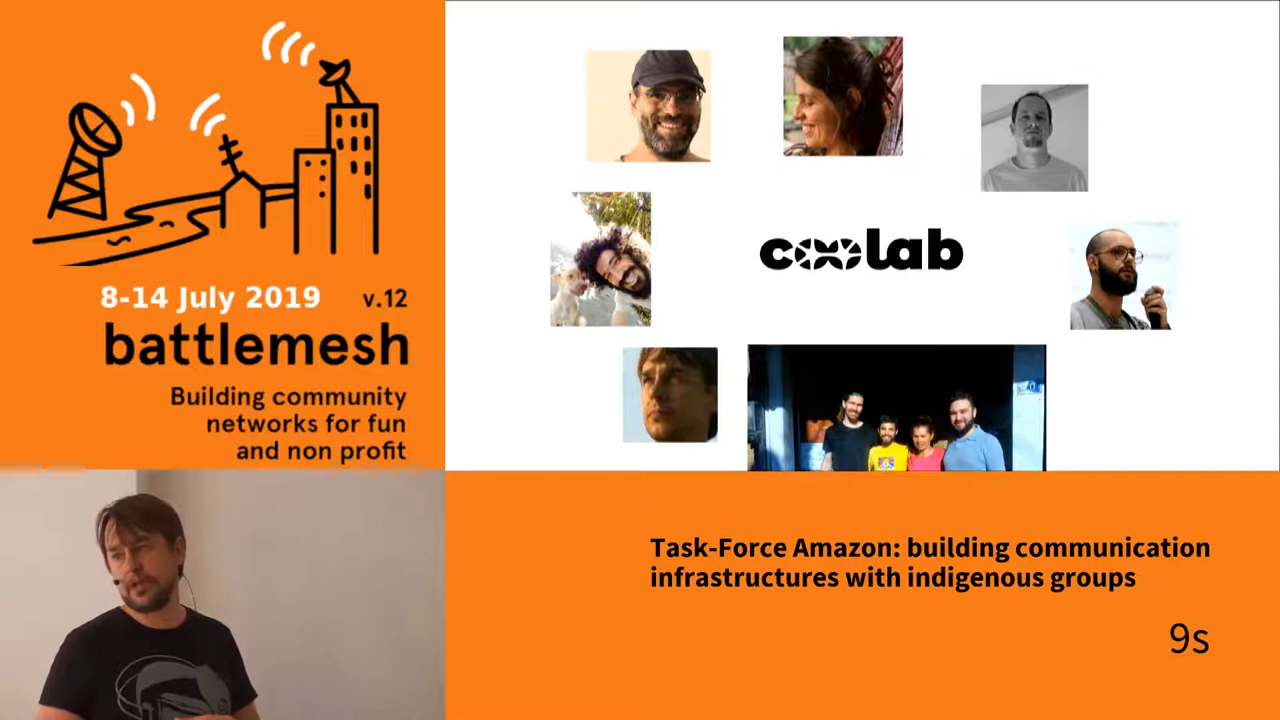 8-14 July 2019 v.12
battlemesh
Building community
networks for fun
and non profit
coolab
Task-Force Amazon: building communication
infrastructures with indigenous groups
9s